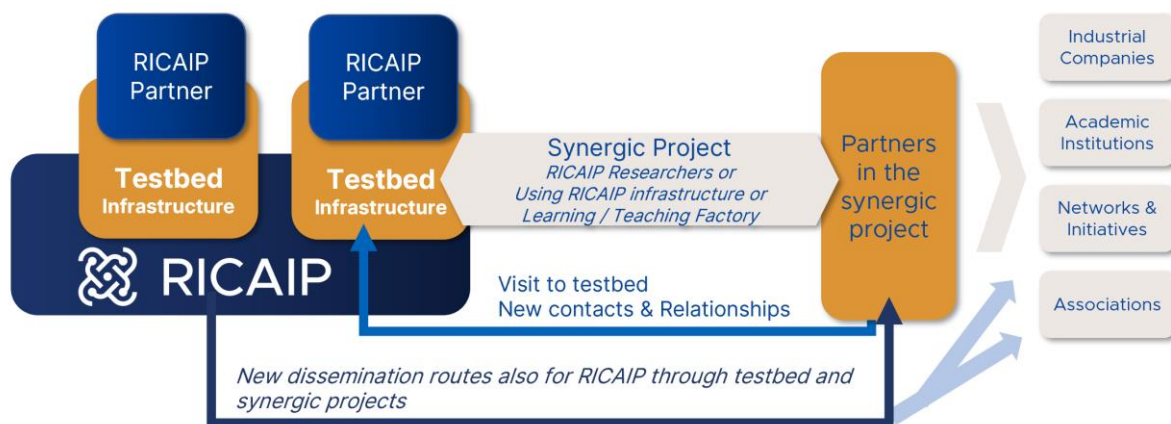 RICAIP
Partner
RICAIP
Partner
Testbed
Infrastructure
Testbed
Infrastructure
RICAIP
Synergic Project
RICAIP Researchers or
Using RICAIP infrastructure or
Learning / Teaching Factory
Partners
in the
synergic
project
Industrial
Companies
Academic
Institutions
Networks &
Initiatives
Associations
Visit to testbed
New contacts & Relationships
New dissemination routes also for RICAIP through testbed and
synergic projects